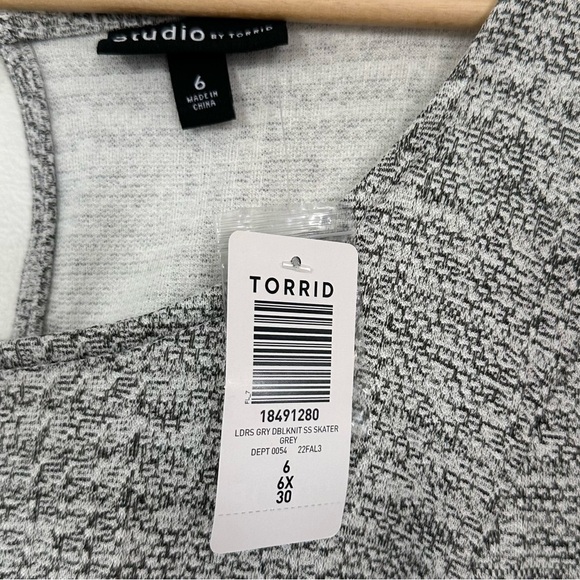 studio BY TORRID
6
MADE IN
CHINA
TORRID
18491280
LDRS GRY DBLKNIT SS SKATER
GREY
DEPT 0054 22FAL3
6
6X
30